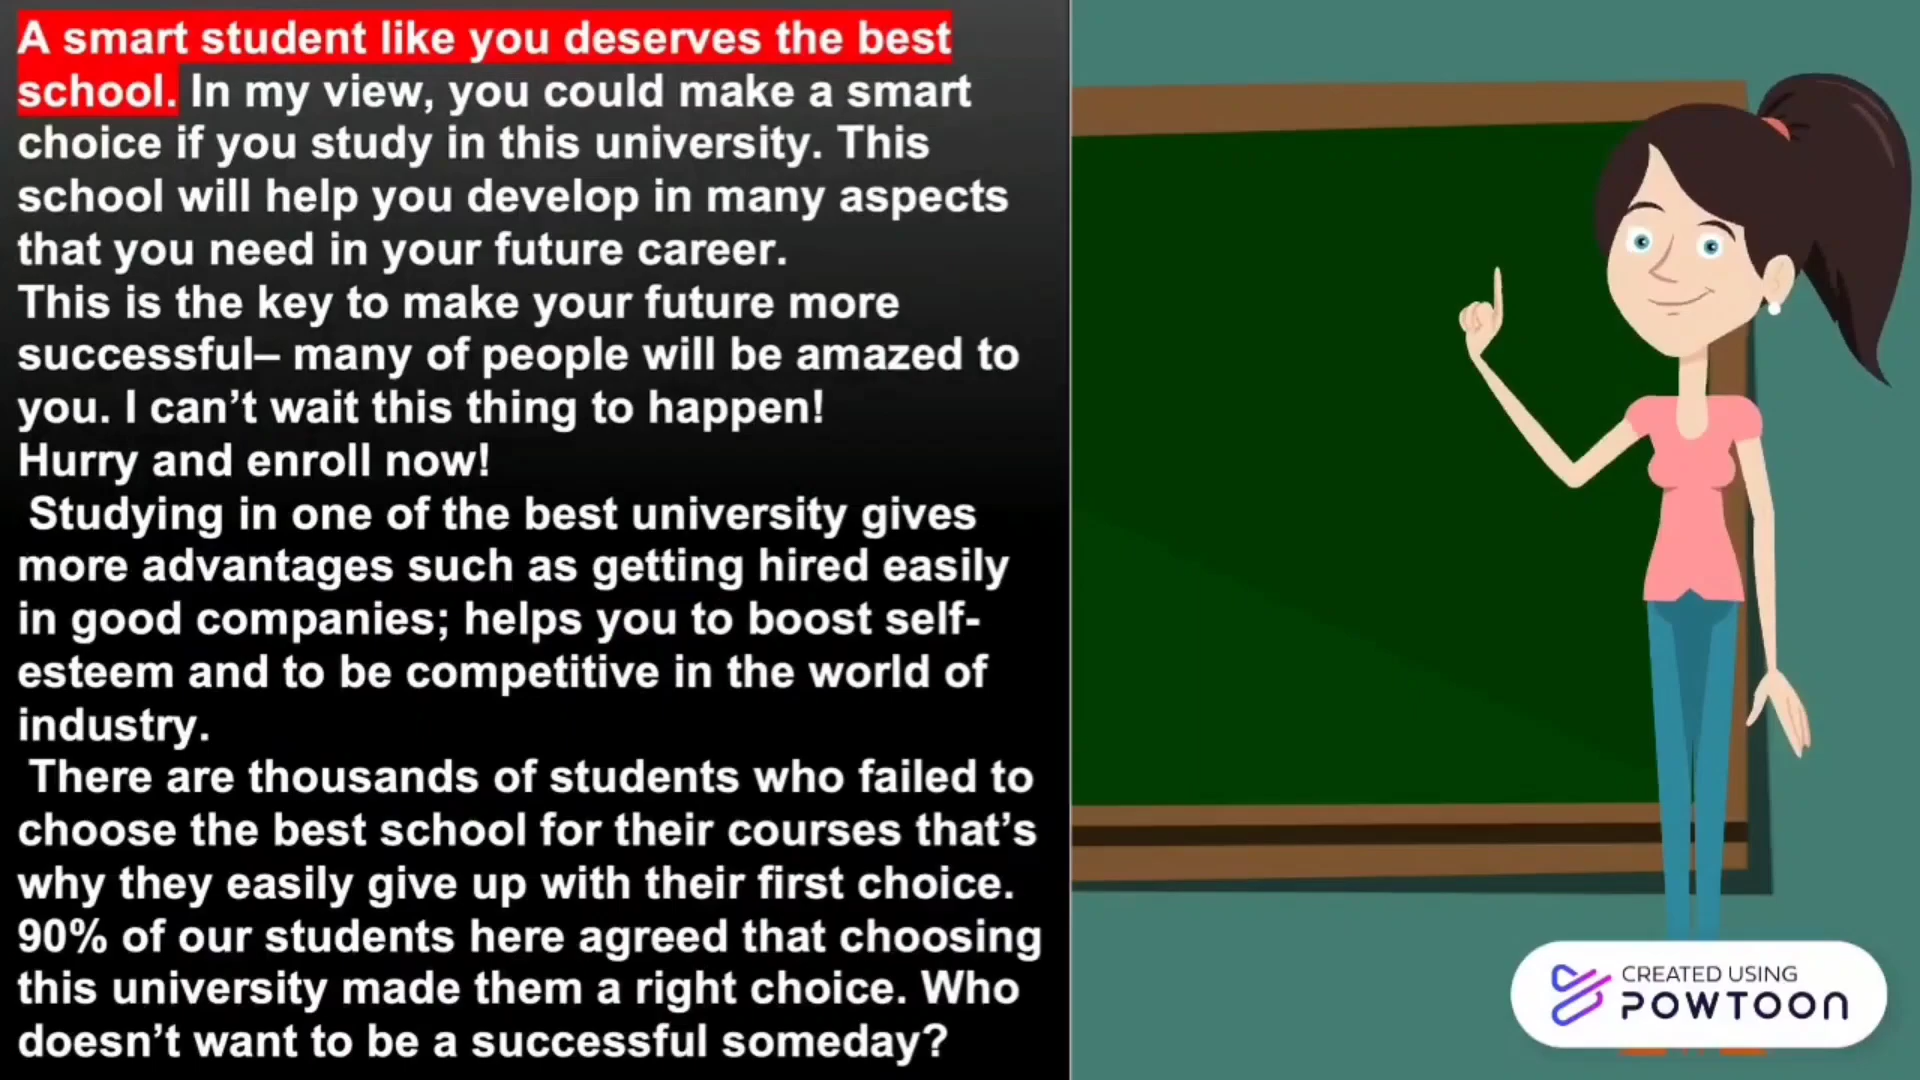 A smart student like you deserves the best
school. In my view, you could make a smart
choice if you study in this university. This
school will help you develop in many aspects
that you need in your future career.
This is the key to make your future more
successful– many of people will be amazed to
you. I can’t wait this thing to happen!
Hurry and enroll now!
Studying in one of the best university gives
more advantages such as getting hired easily
in good companies; helps you to boost self-
esteem and to be competitive in the world of
industry.
There are thousands of students who failed to
choose the best school for their courses that’s
why they easily give up with their first choice.
90% of our students here agreed that choosing
this university made them a right choice. Who
doesn’t want to be a successful someday?
CREATED USING
POWTOON